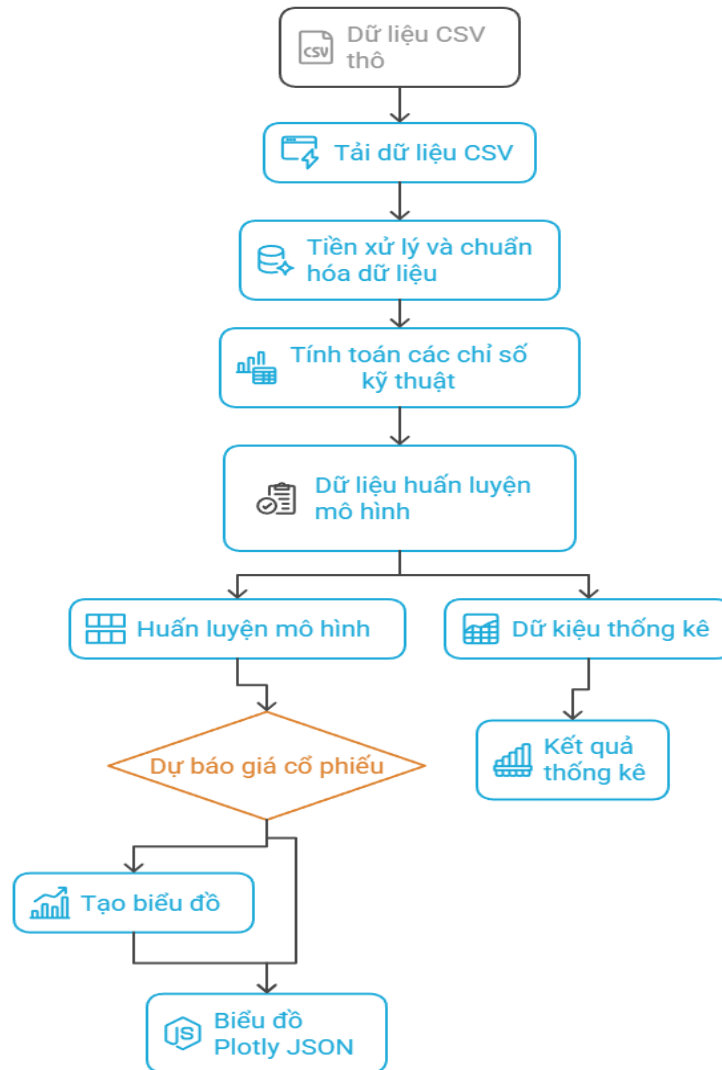 CSV
Dữ liệu CSV
thô
Tải dữ liệu CSV
Tiền xử lý và chuẩn
hóa dữ liệu
Tính toán các chỉ số
kỹ thuật
Dữ liệu huấn luyện
mô hình
Huấn luyện mô hình
Dữ kiệu thống kê
Dự báo giá cổ phiếu
Kết quả
thống kê
Tạo biểu đồ
JS
Biểu đồ
Plotly JSON